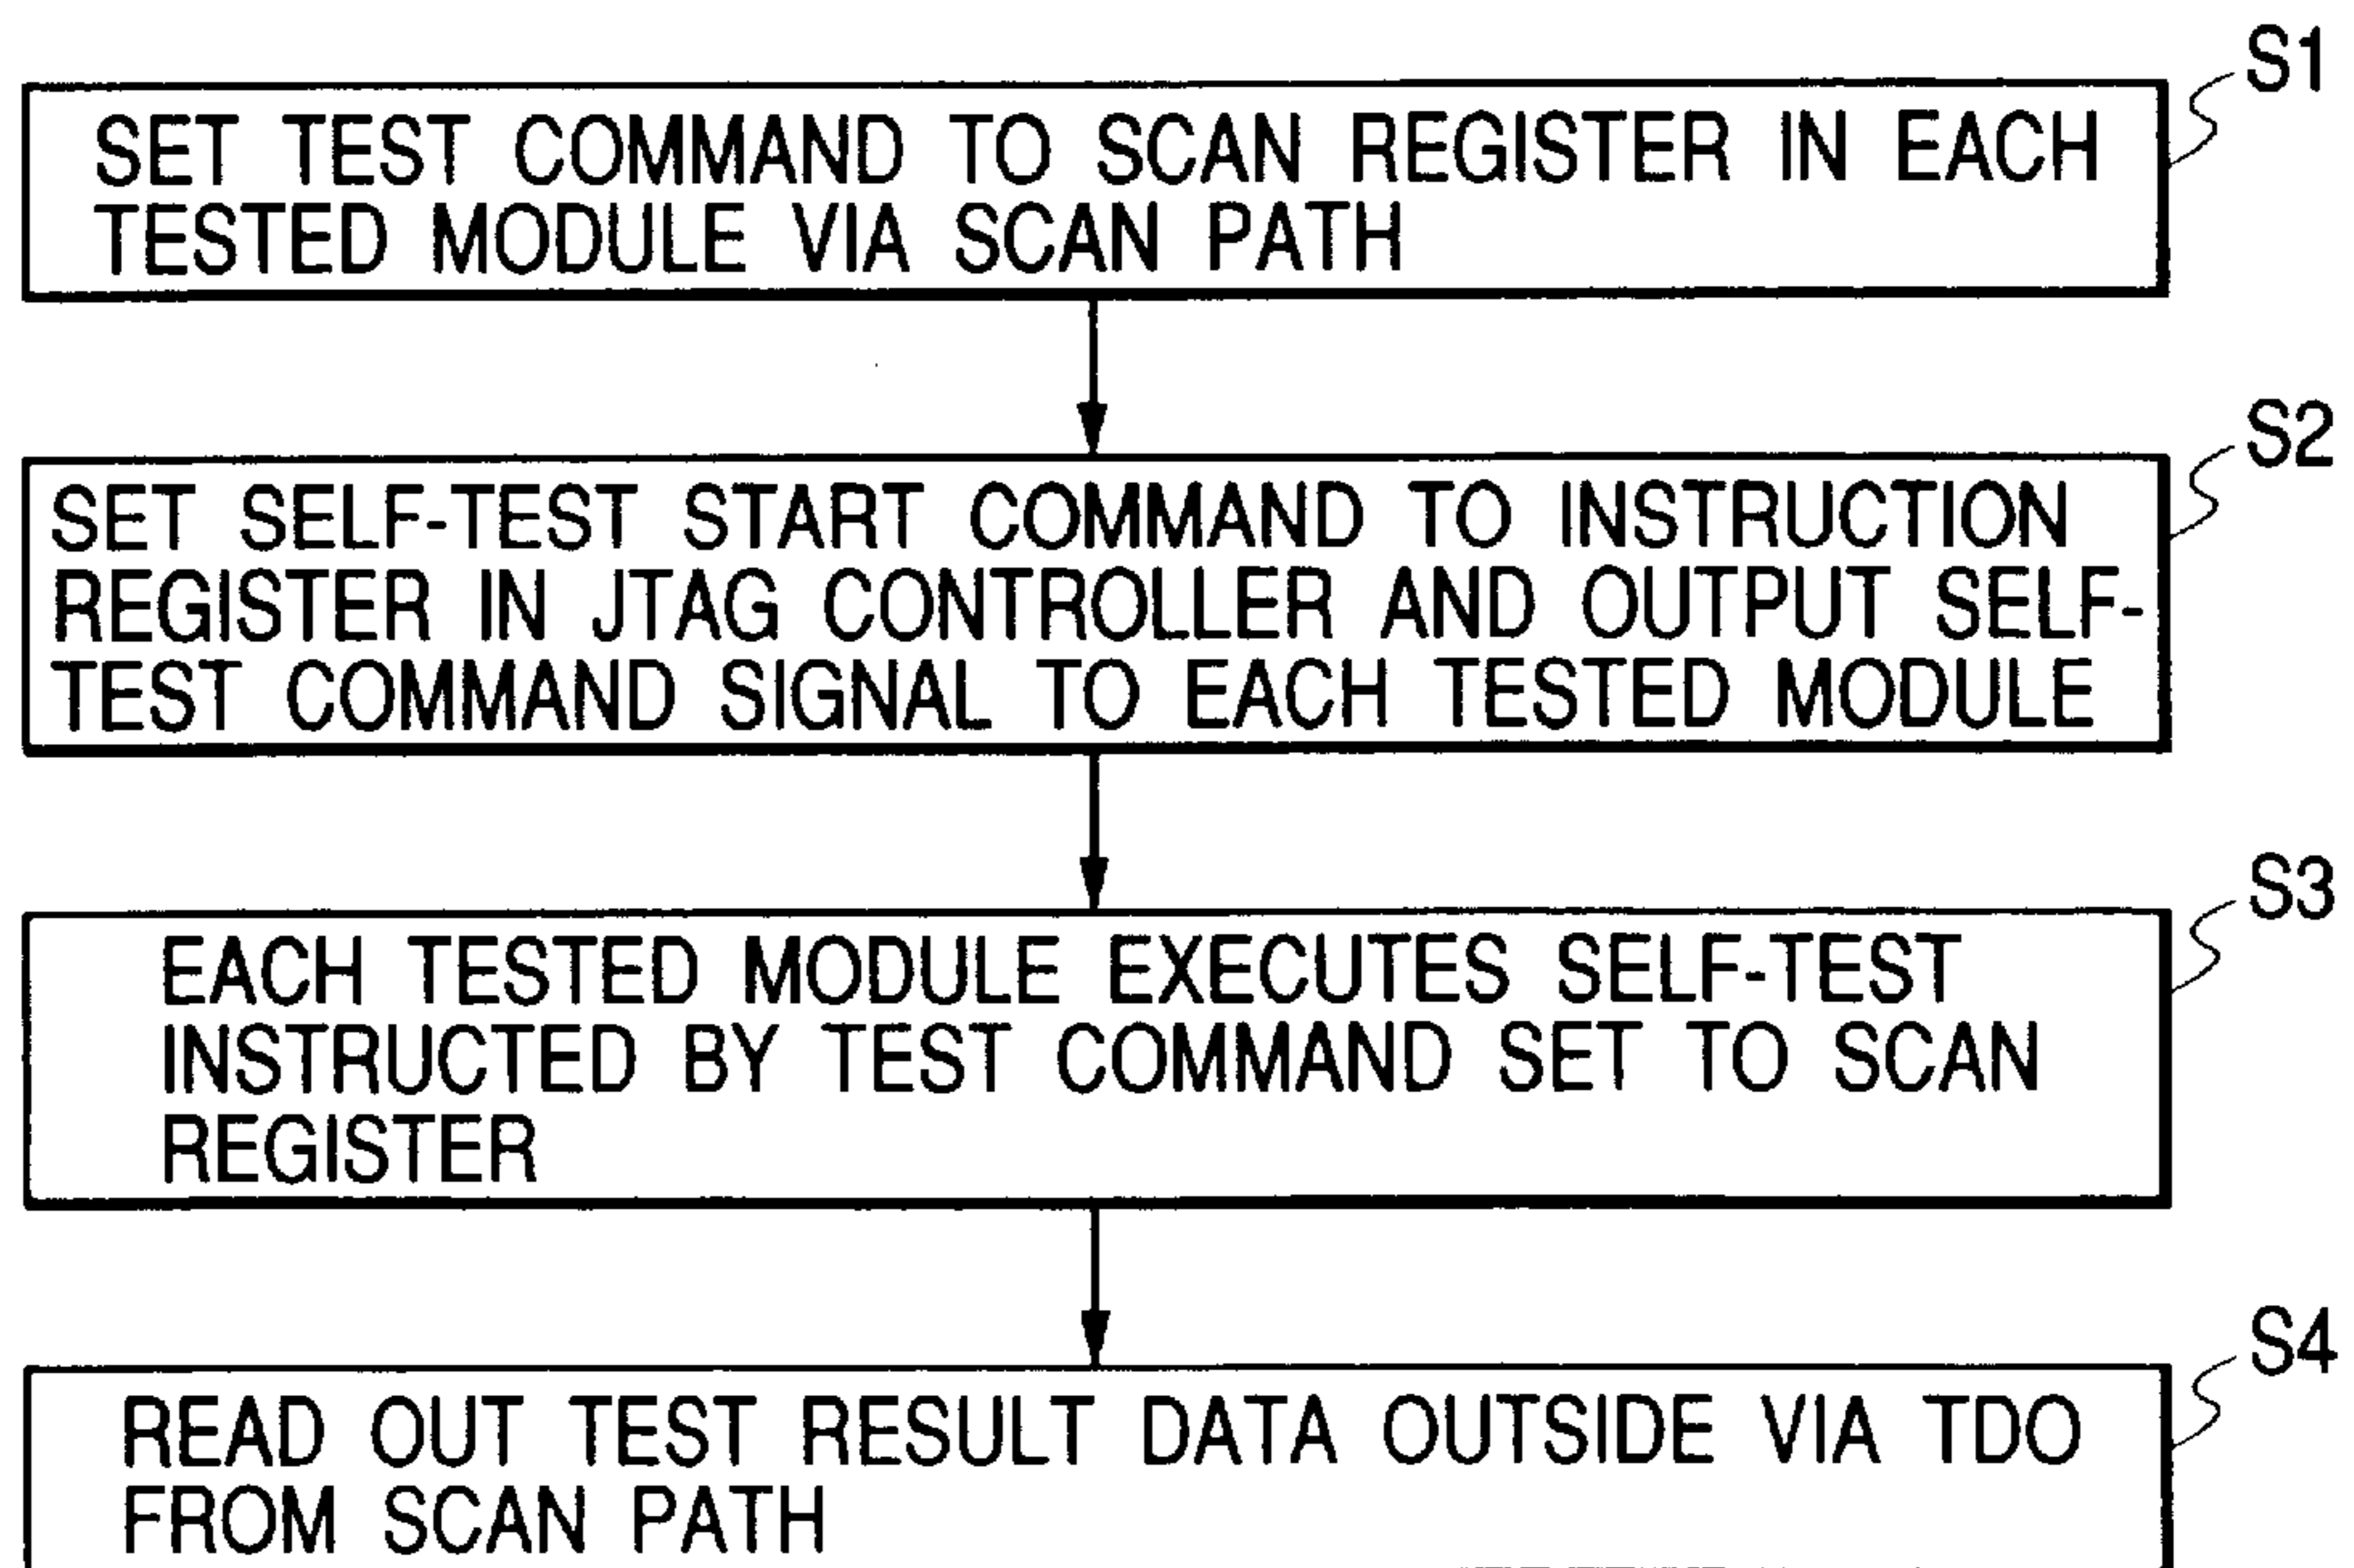 S1
SET TEST COMMAND TO SCAN REGISTER IN EACH
TESTED MODULE VIA SCAN PATH
S2
SET SELF-TEST START COMMAND TO INSTRUCTION
REGISTER IN JTAG CONTROLLER AND OUTPUT SELF-
TEST COMMAND SIGNAL TO EACH TESTED MODULE
S3
EACH TESTED MODULE EXECUTES SELF-TEST
INSTRUCTED BY TEST COMMAND SET TO SCAN
REGISTER
S4
READ OUT TEST RESULT DATA OUTSIDE VIA TDO
FROM SCAN PATH